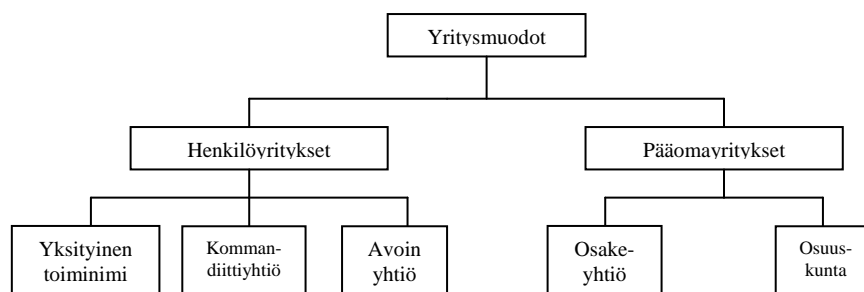 Yritysmuodot
Henkilöyritykset
Pääomayritykset
Yksityinen
toiminimi
Komman-
diittiyhtiö
Avoin
yhtiö
Osake-
yhtiö
Osuus-
kunta